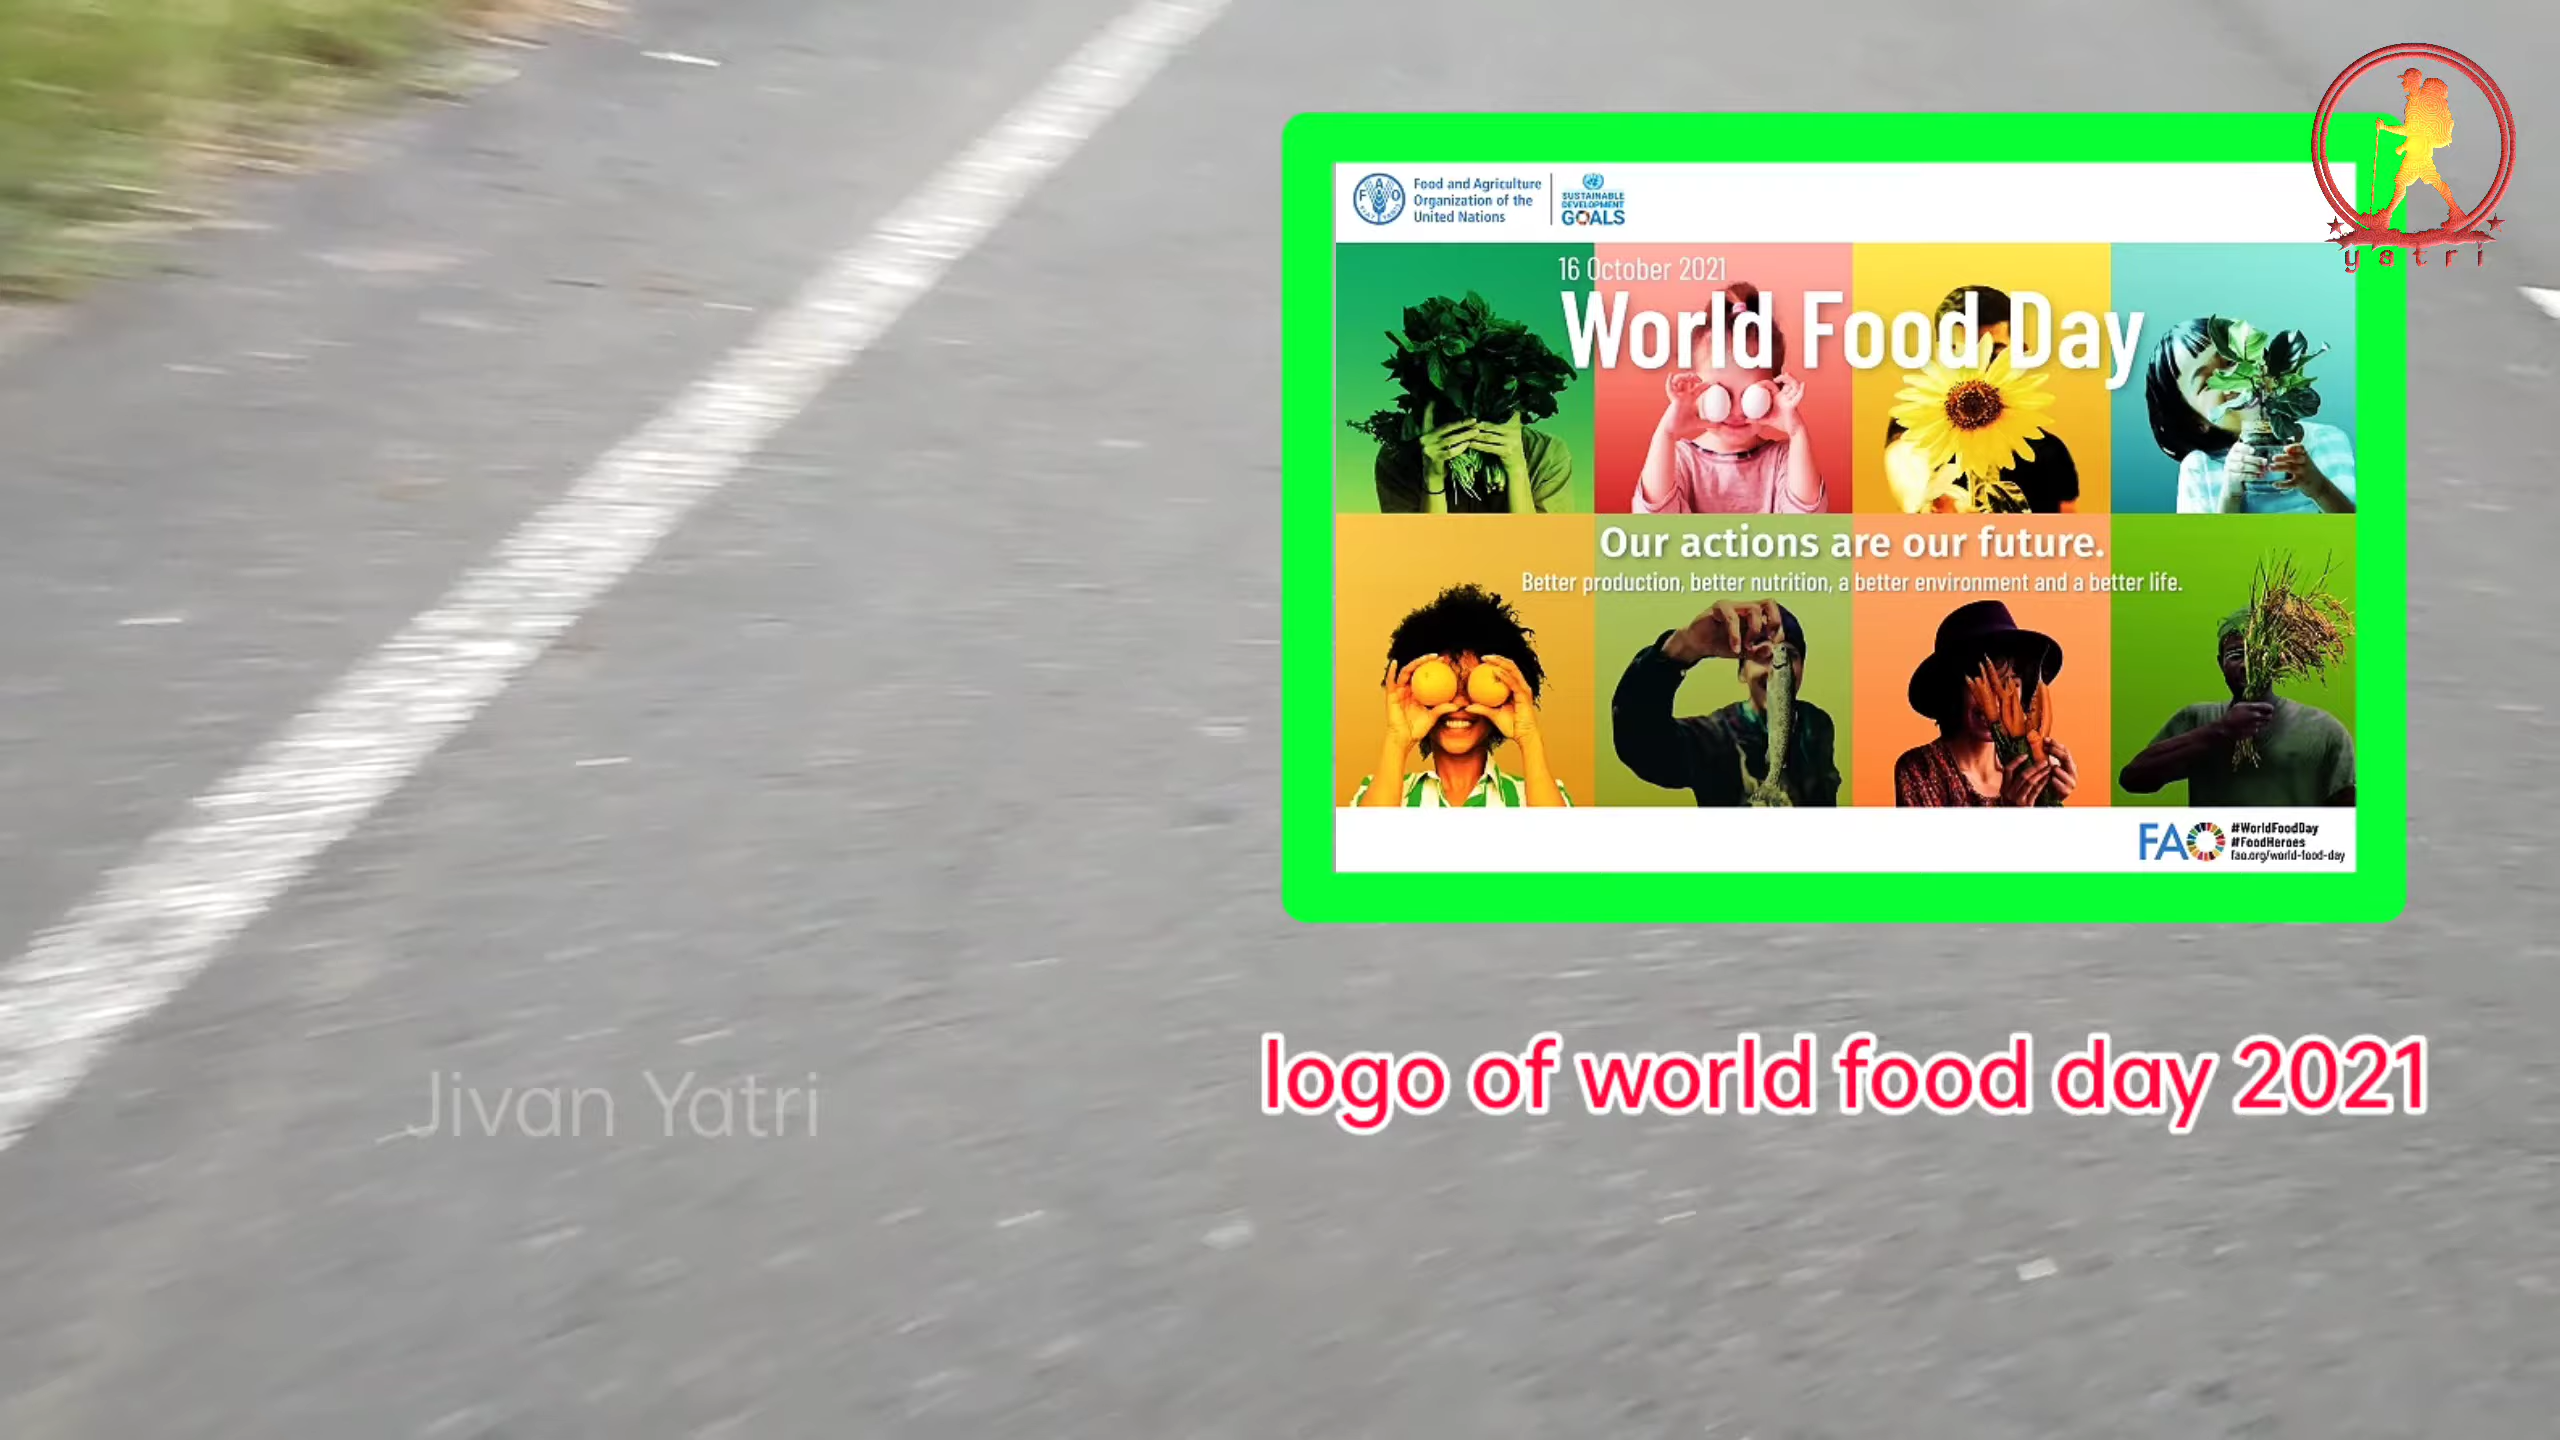 yatri
Food and Agriculture
Organization of the
United Nations
SUSTAINABLE
DEVELOPMENT
GOALS
16 October 2021
World Food Day
Our actions are our future.
Better production, better nutrition, a better environment and a better life.
FAO
#WorldFoodDay
#FoodHeroes
fao.org/world-food-day
logo of world food day 2021
Jivan Yatri